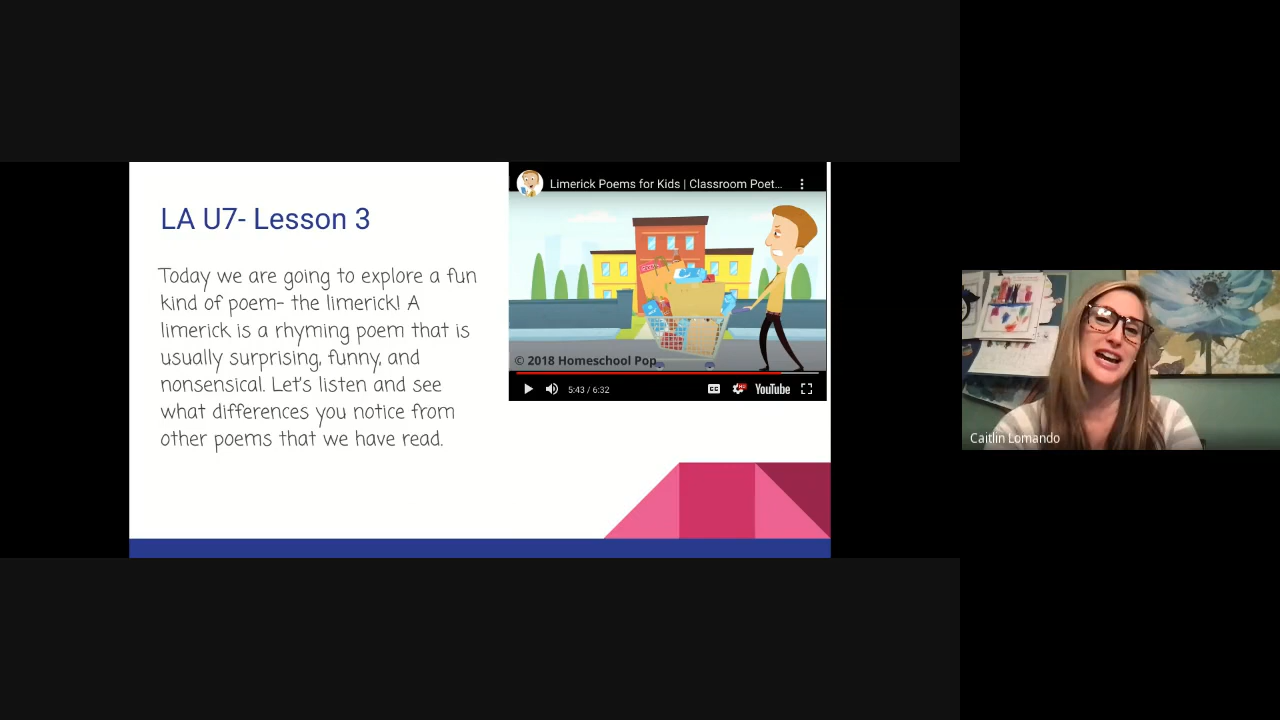 LA U7- Lesson 3
Today we are going to explore a fun
kind of poem- the limerick! A
limerick is a rhyming poem that is
usually surprising, funny, and
nonsensical. Let's listen and see
what differences you notice from
other poems that we have read.
Limerick Poems for Kids | Classroom Poet...
© 2018 Homeschool Pop
5:43 / 6:32
CC
HD
YouTube
Caitlin Lomando